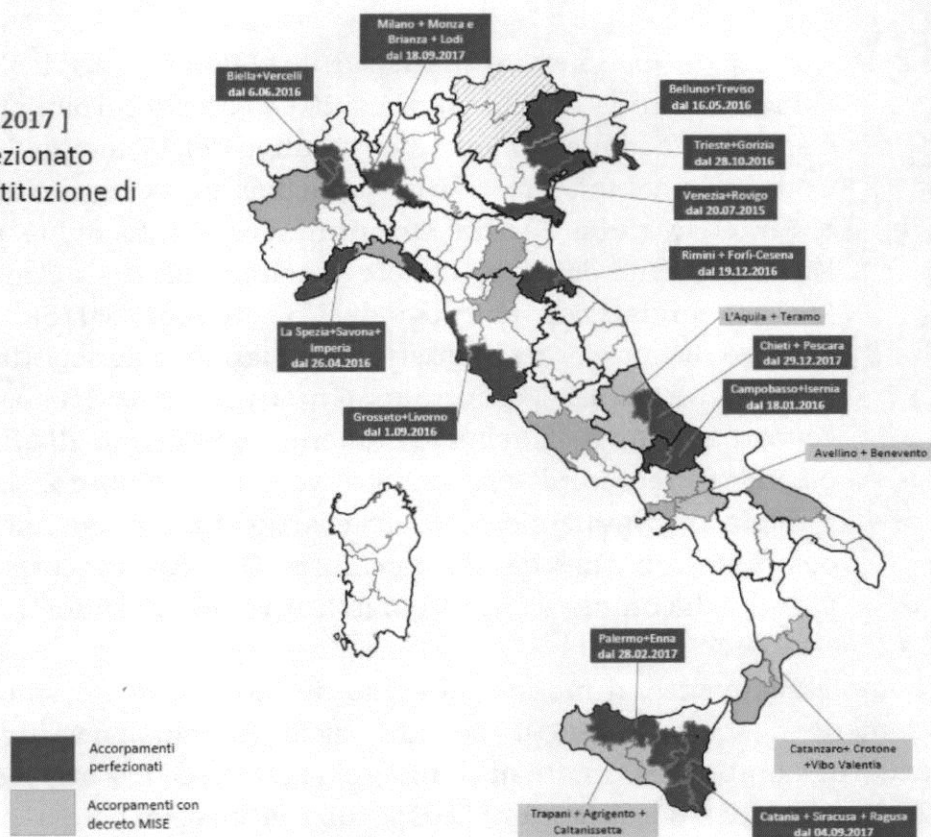 Milano + Monza e
Brianza + Lodi
dal 18.09.2017
Biella+Vercelli
dal 6.06.2016
2017 ]
ezionato
stituzione di
Belluno+Treviso
dal 16.05.2016
Trieste+Gorizia
dal 28.10.2016
Venezia+Rovigo
dal 20.07.2015
Rimini + Forlì-Cesena
dal 19.12.2016
L'Aquila + Teramo
La Spezia+Savona+
Imperia
dal 26.04.2016
Chieti + Pescara
dal 29.12.2017
Campobasso+Isernia
dal 18.01.2016
Grosseto+Livorno
dal 1.09.2016
Avellino + Benevento
Palermo+Enna
dal 28.02.2017
Accorpamenti
perfezionati
Catanzaro+ Crotone
+Vibo Valentia
Accorpamenti con
decreto MISE
Trapani + Agrigento +
Caltanissetta
Catania + Siracusa + Ragusa
dal 04.09.2017